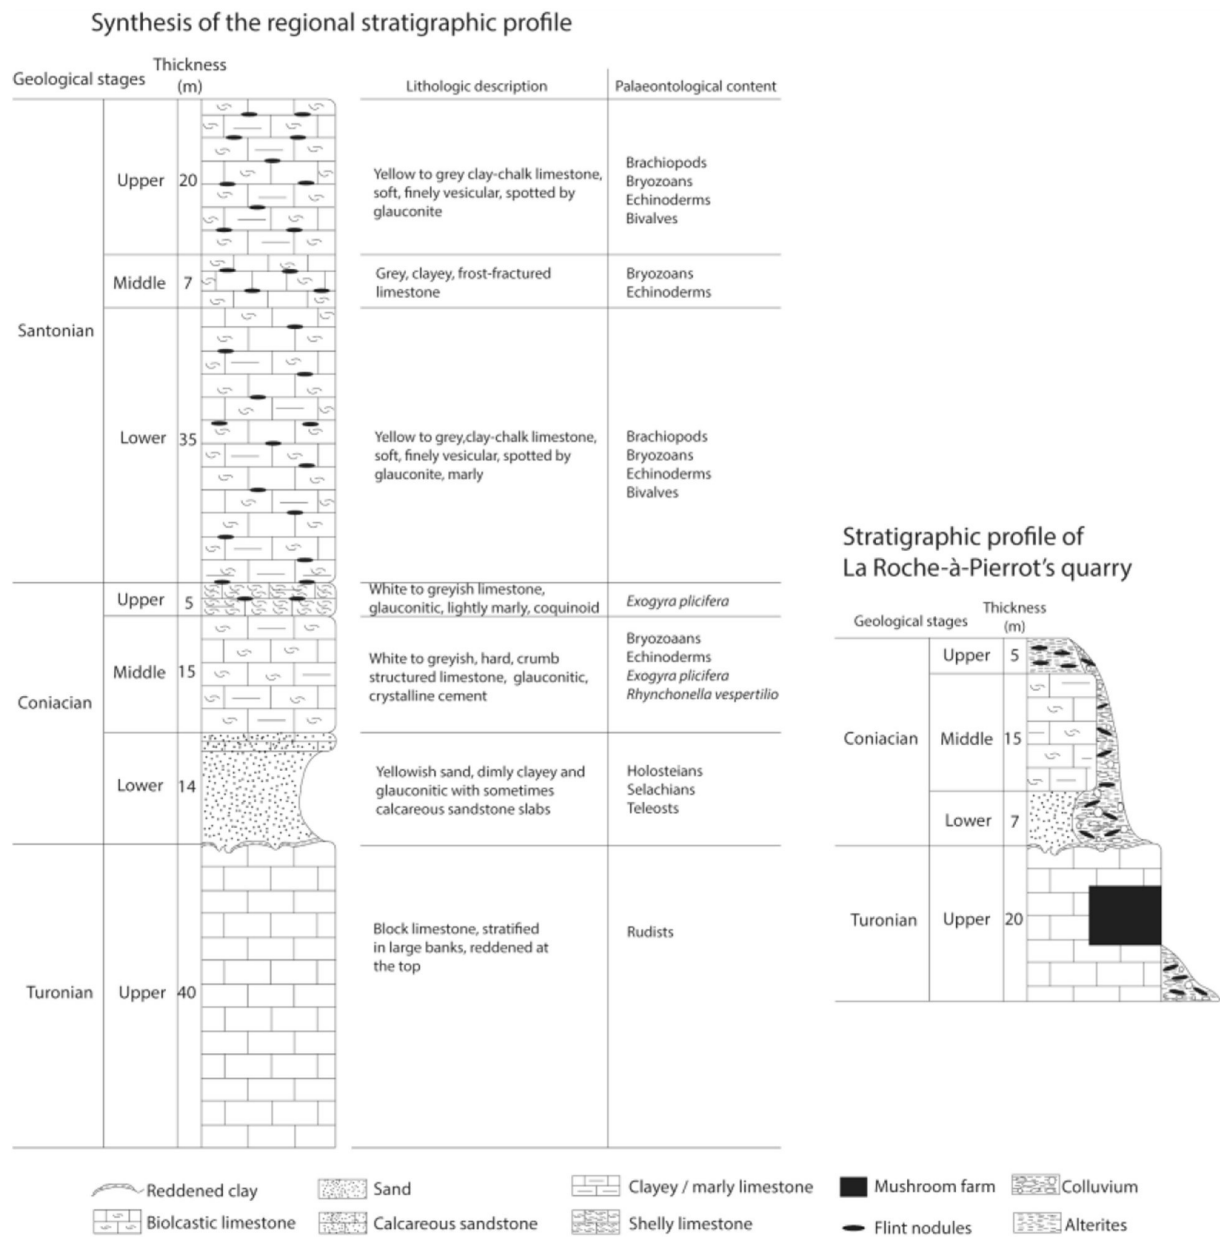 Synthesis of the regional stratigraphic profile
Geological stages
Thickness
(m)
Lithologic description
Palaeontological content
Santonian
Upper
20
Yellow to grey clay-chalk limestone,
soft, finely vesicular, spotted by
glauconite
Brachiopods
Bryozoans
Echinoderms
Bivalves
Middle
7
Grey, clayey, frost-fractured
limestone
Bryozoans
Echinoderms
Lower
35
Yellow to grey,clay-chalk limestone,
soft, finely vesicular, spotted by
glauconite, marly
Brachiopods
Bryozoans
Echinoderms
Bivalves
Coniacian
Upper
5
White to greyish limestone,
glauconitic, lightly marly, coquinoid
Exogyra plicifera
Middle
15
White to greyish, hard, crumb
structured limestone, glauconitic,
crystalline cement
Bryozoaans
Echinoderms
Exogyra plicifera
Rhynchonella vespertilio
Lower
14
Yellowish sand, dimly clayey and
glauconitic with sometimes
calcareous sandstone slabs
Holosteians
Selachians
Teleosts
Turonian
Upper
40
Block limestone, stratified
in large banks, reddened at
the top
Rudists
Stratigraphic profile of
La Roche-à-Pierrot's quarry
Geological stages
Thickness
(m)
Coniacian
Upper
5
Middle
15
Lower
7
Turonian
Upper
20
Reddened clay
Sand
Clayey / marly limestone
Mushroom farm
Colluvium
Biolcastic limestone
Calcareous sandstone
Shelly limestone
Flint nodules
Alterites